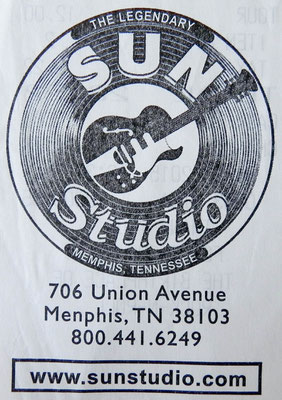 THE LEGENDARY
SUN
Studio
MEMPHIS, TENNESSEE
706 Union Avenue
Memphis, TN 38103
800.441.6249
www.sunstudio.com